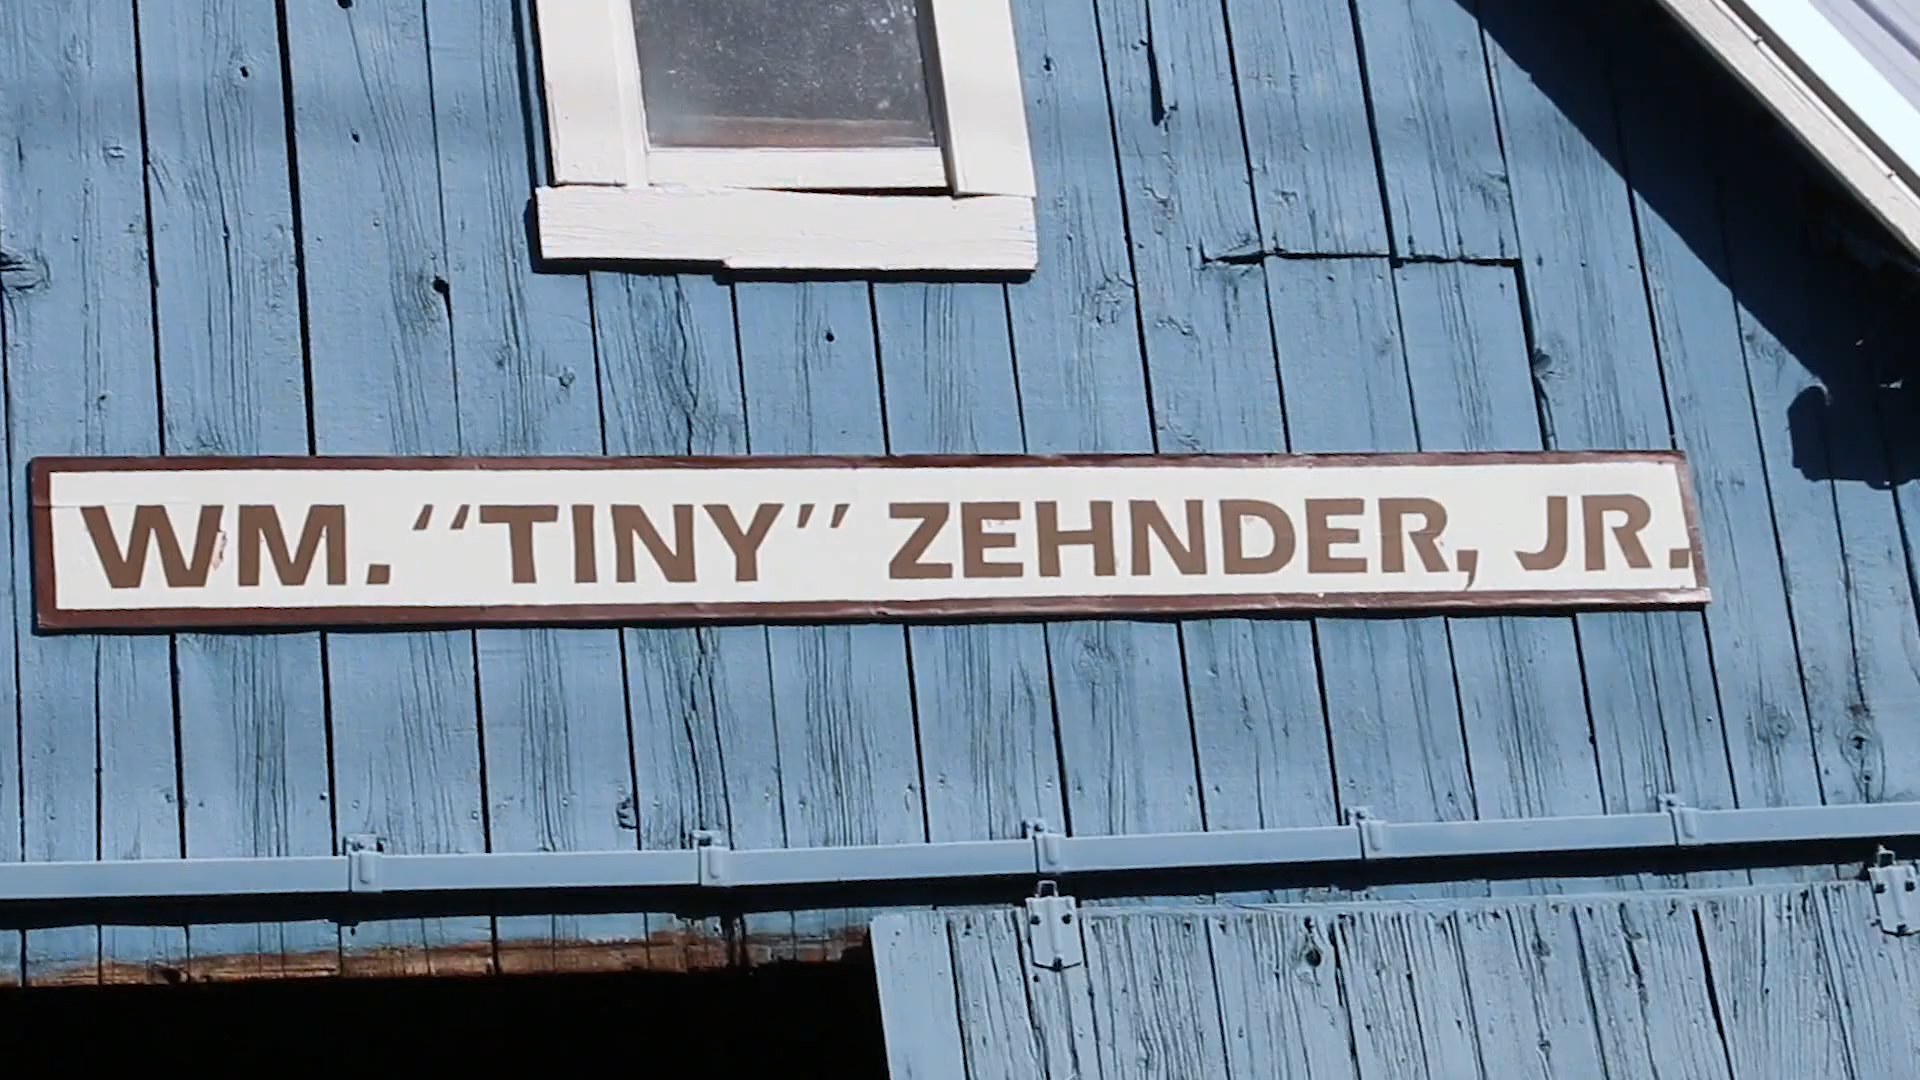 WM. “TINY” ZEHNDER, JR.